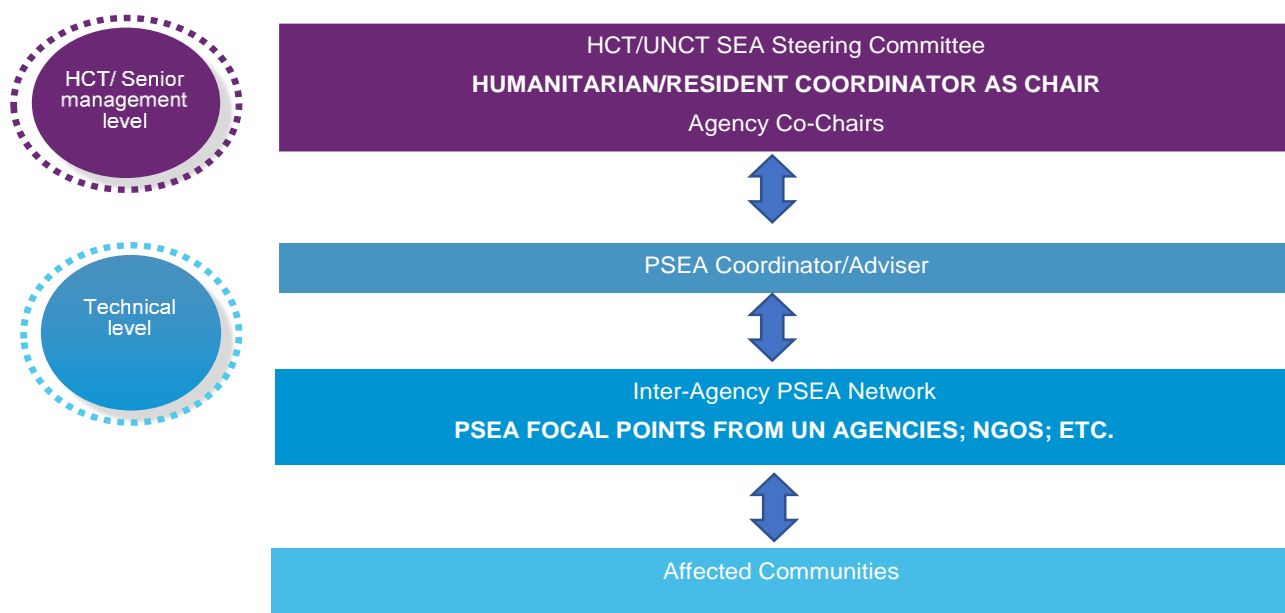 HCT/ Senior
management
level
HCT/UNCT SEA Steering Committee
HUMANITARIAN/RESIDENT COORDINATOR AS CHAIR
Agency Co-Chairs
Technical
level
PSEA Coordinator/Adviser
Inter-Agency PSEA Network
PSEA FOCAL POINTS FROM UN AGENCIES; NGOS; ETC.
Affected Communities